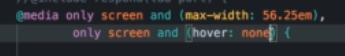 @media only screen and (max-width: 56.25em),
only screen and (hover: none) {